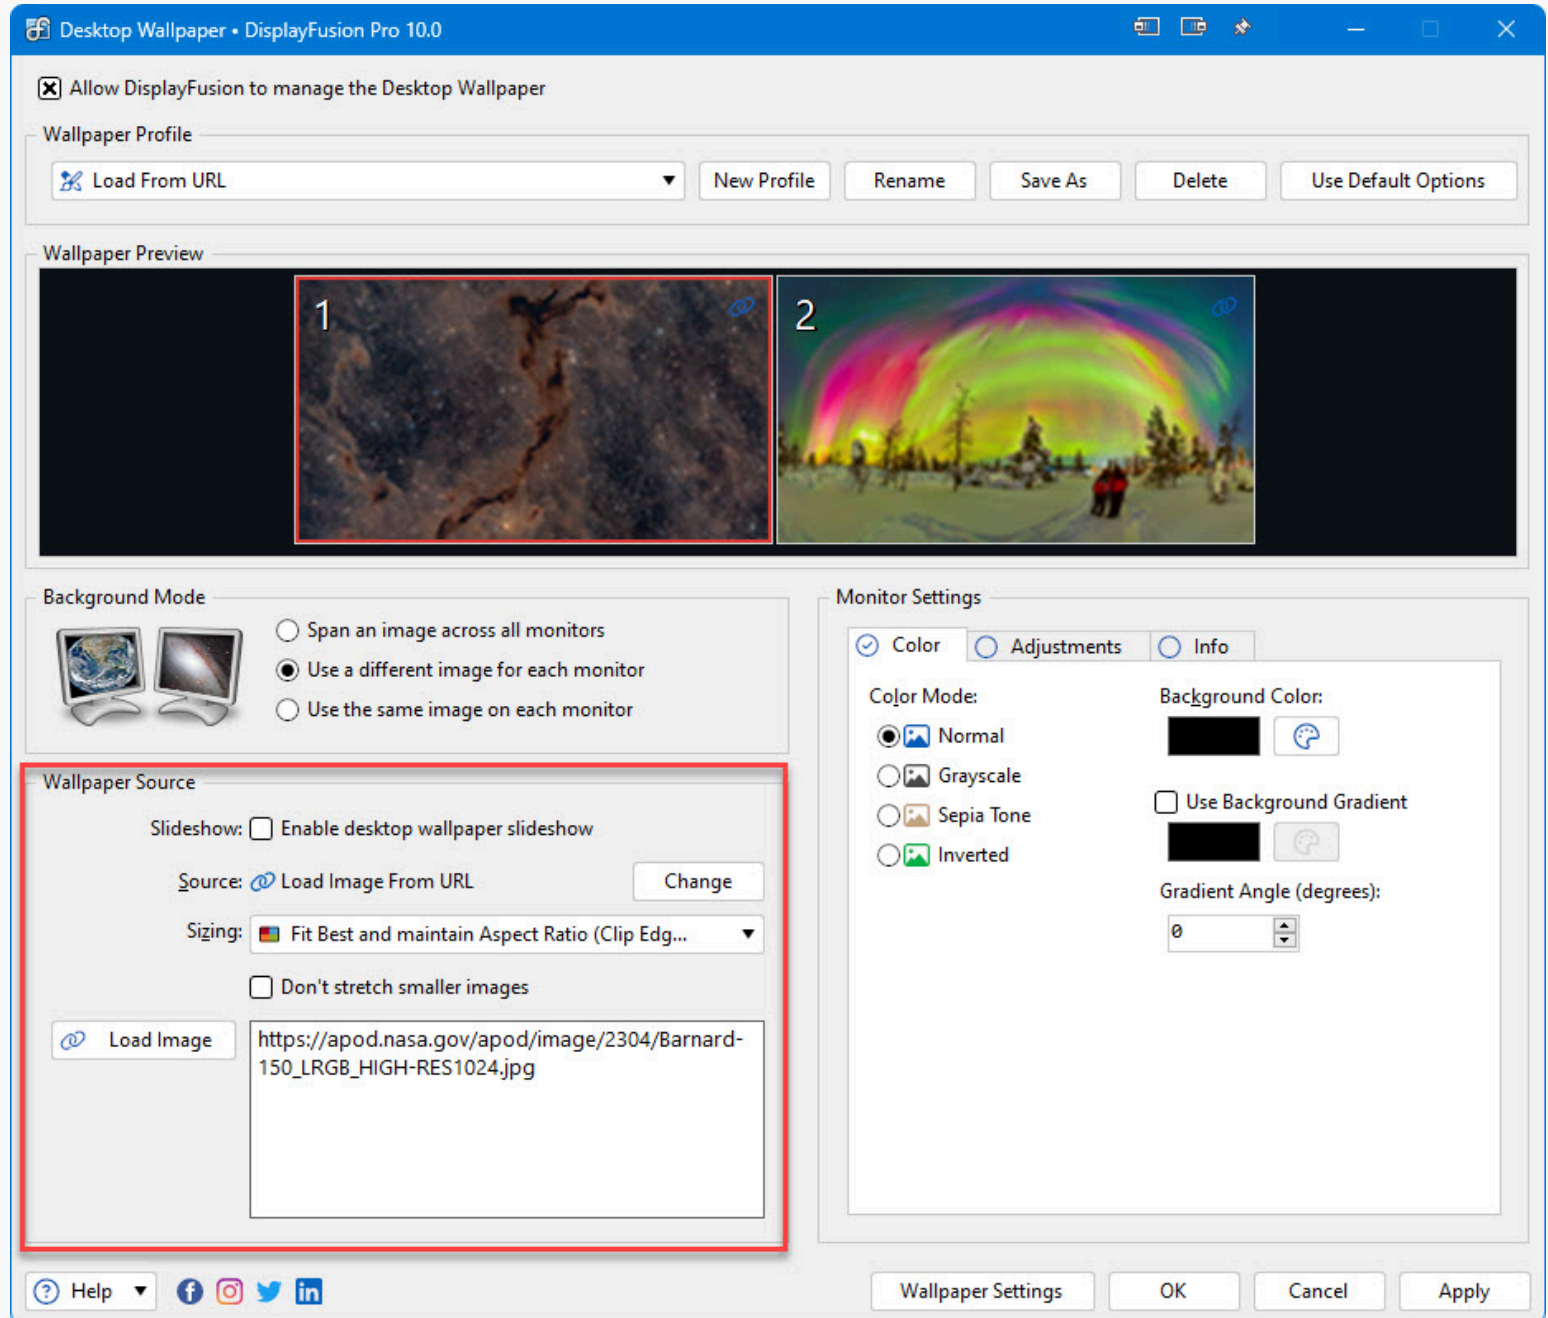 Desktop Wallpaper • DisplayFusion Pro 10.0
Allow DisplayFusion to manage the Desktop Wallpaper
Wallpaper Profile
Load From URL
New Profile
Rename
Save As
Delete
Use Default Options
Wallpaper Preview
1
2
Background Mode
Span an image across all monitors
Use a different image for each monitor
Use the same image on each monitor
Wallpaper Source
Slideshow: Enable desktop wallpaper slideshow
Source: Load Image From URL
Change
Sizing: Fit Best and maintain Aspect Ratio (Clip Edg...
Don't stretch smaller images
Load Image
https://apod.nasa.gov/apod/image/2304/Barnard-
150_LRGB_HIGH-RES1024.jpg
Monitor Settings
Color
Adjustments
Info
Color Mode:
Normal
Grayscale
Sepia Tone
Inverted
Background Color:
Use Background Gradient
Gradient Angle (degrees):
0
Help
Wallpaper Settings
OK
Cancel
Apply